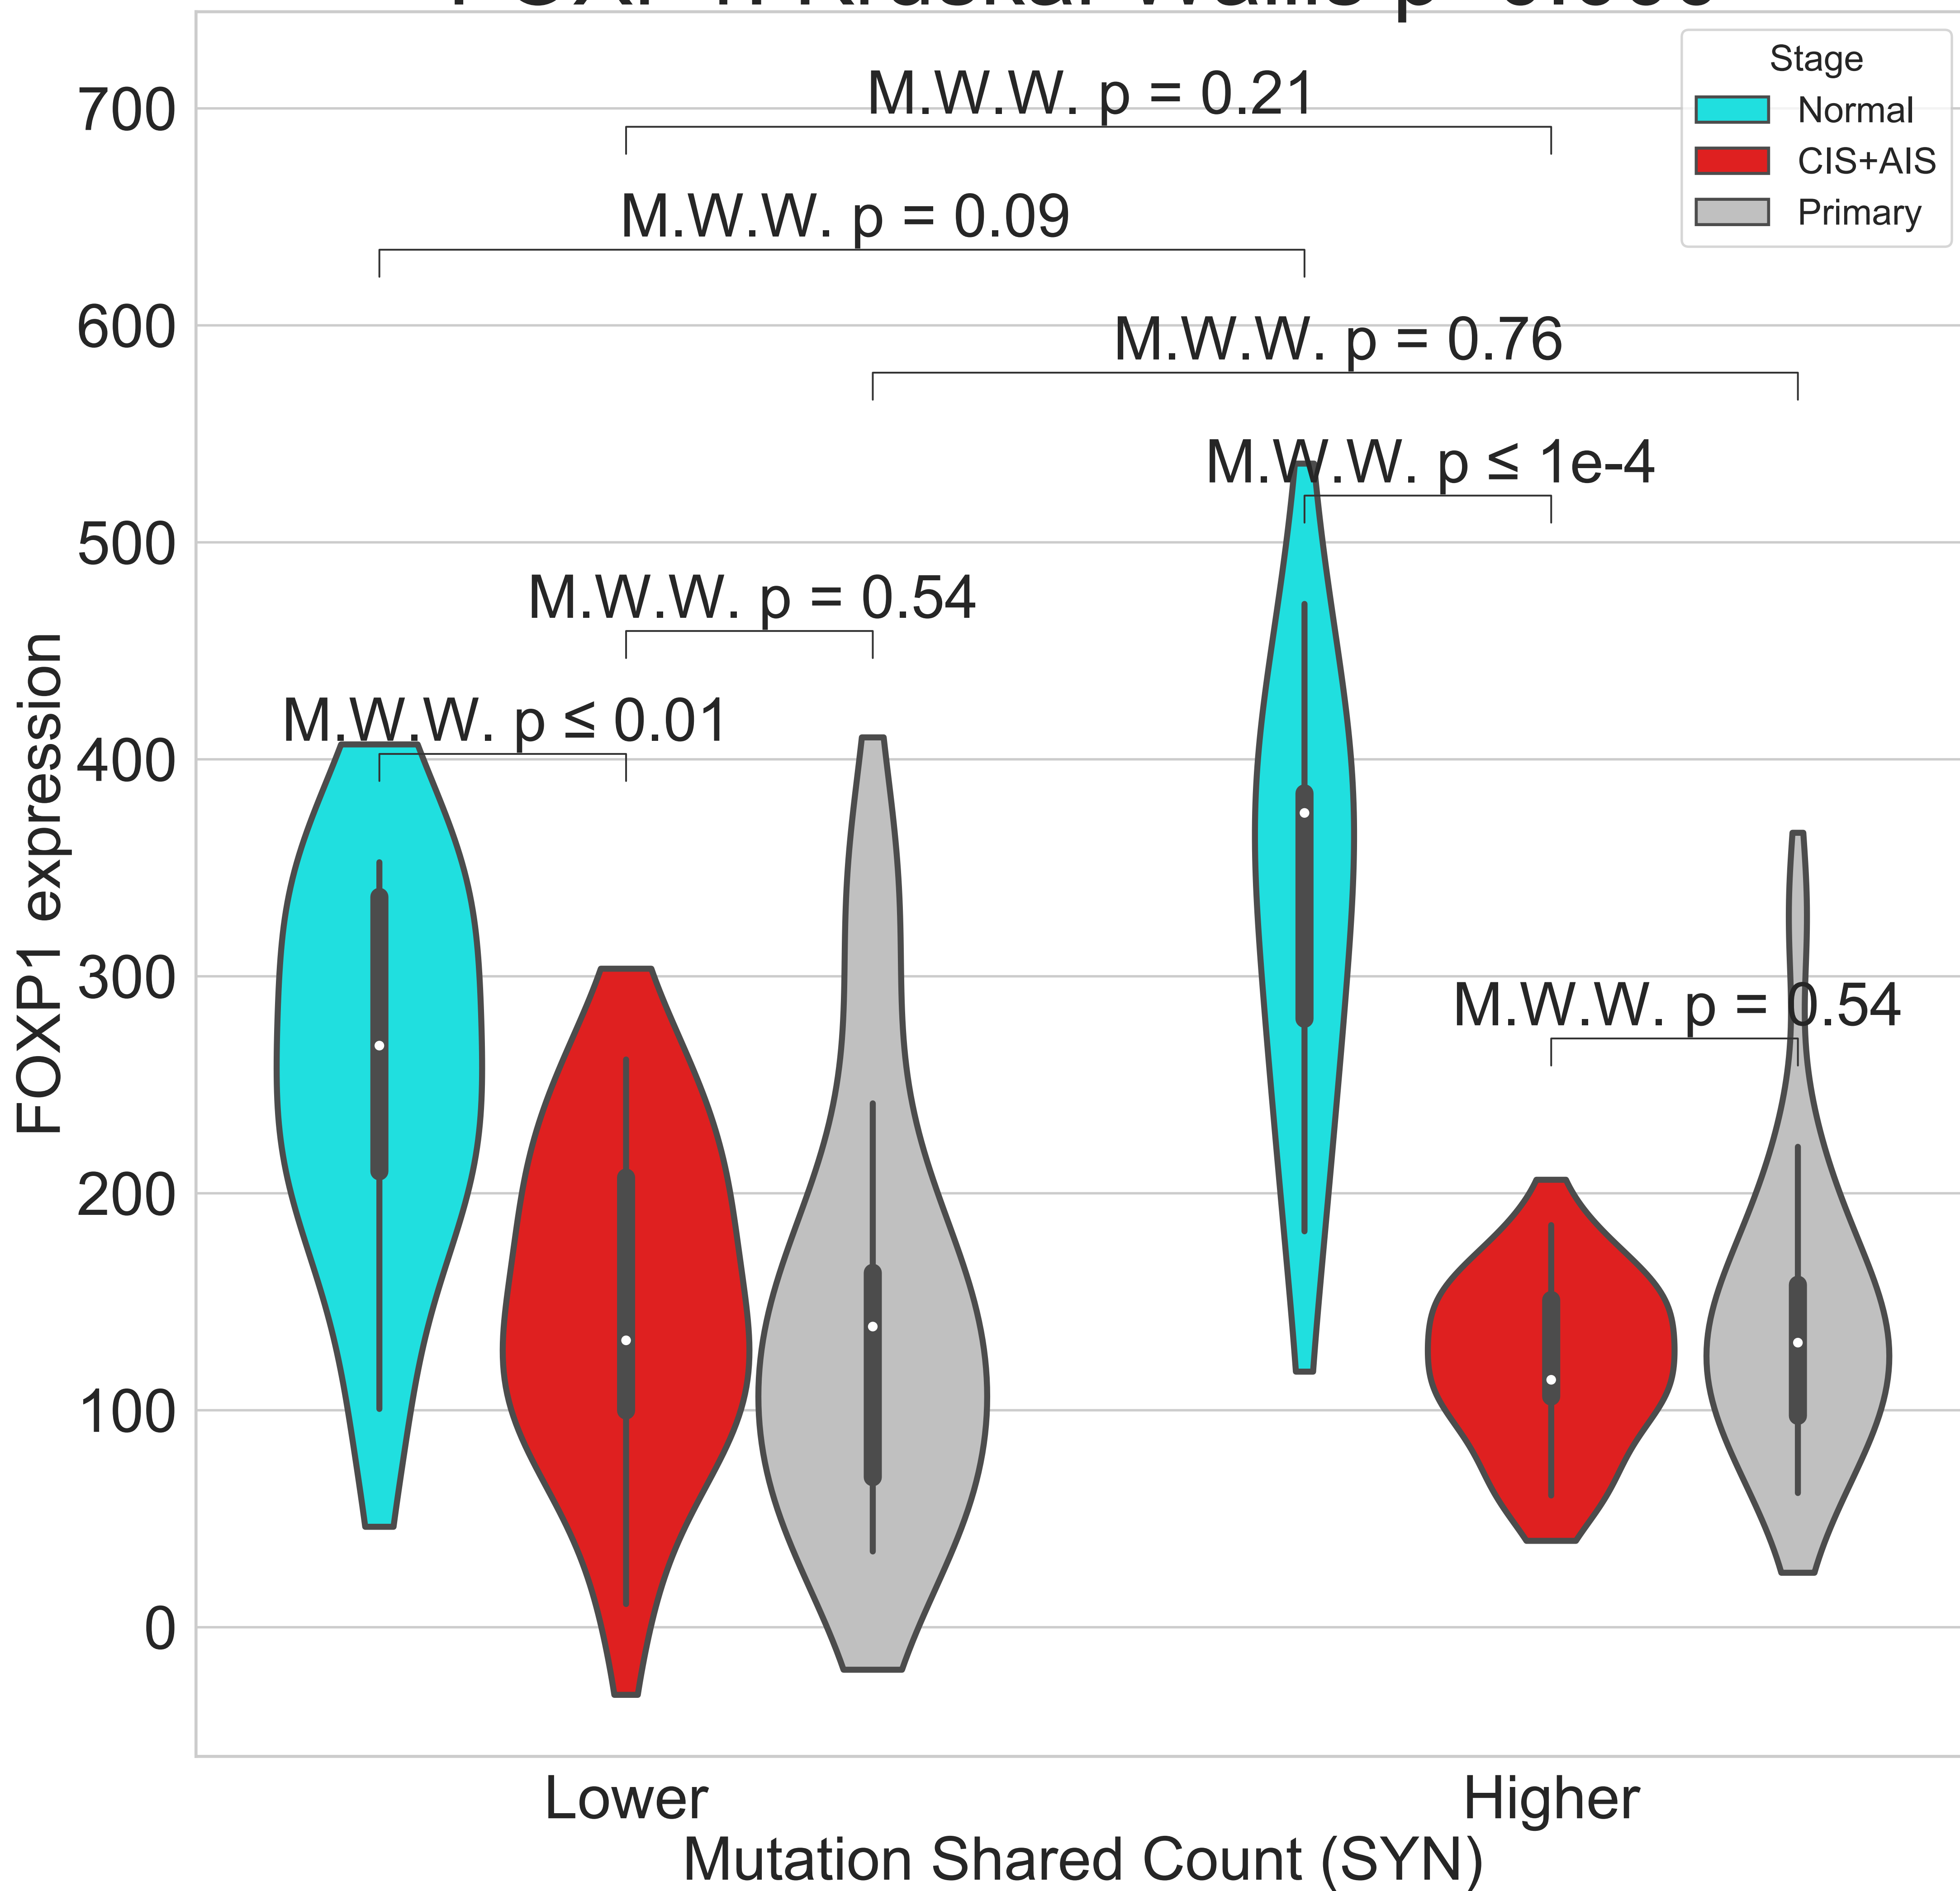 Stage
Normal
CIS+AIS
Primary
M.W.W. p = 0.21
M.W.W. p = 0.09
M.W.W. p = 0.76
M.W.W. p ≤ 1e-4
M.W.W. p = 0.54
M.W.W. p ≤ 0.01
M.W.W. p = 0.54
700
600
500
400
300
200
100
0
FOXP1 expression
Lower
Higher
Mutation Shared Count (SYN)